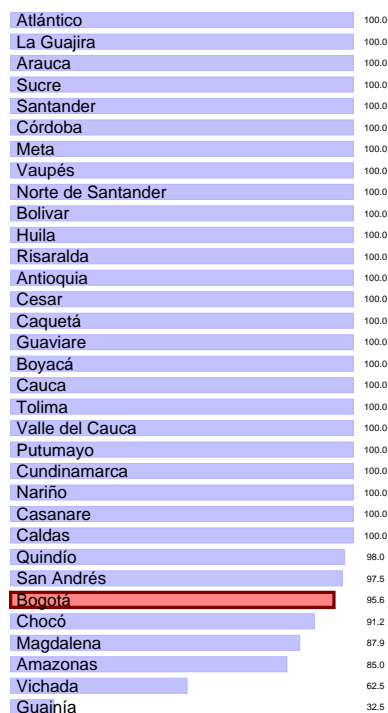 Atlántico 100.0
La Guajira 100.0
Arauca 100.0
Sucre 100.0
Santander 100.0
Córdoba 100.0
Meta 100.0
Vaupés 100.0
Norte de Santander 100.0
Bolivar 100.0
Huila 100.0
Risaralda 100.0
Antioquia 100.0
Cesar 100.0
Caquetá 100.0
Guaviare 100.0
Boyacá 100.0
Cauca 100.0
Tolima 100.0
Valle del Cauca 100.0
Putumayo 100.0
Cundinamarca 100.0
Nariño 100.0
Casanare 100.0
Caldas 100.0
Quindío 98.0
San Andrés 97.5
Bogotá 95.6
Chocó 91.2
Magdalena 87.9
Amazonas 85.0
Vichada 62.5
Guainía 32.5